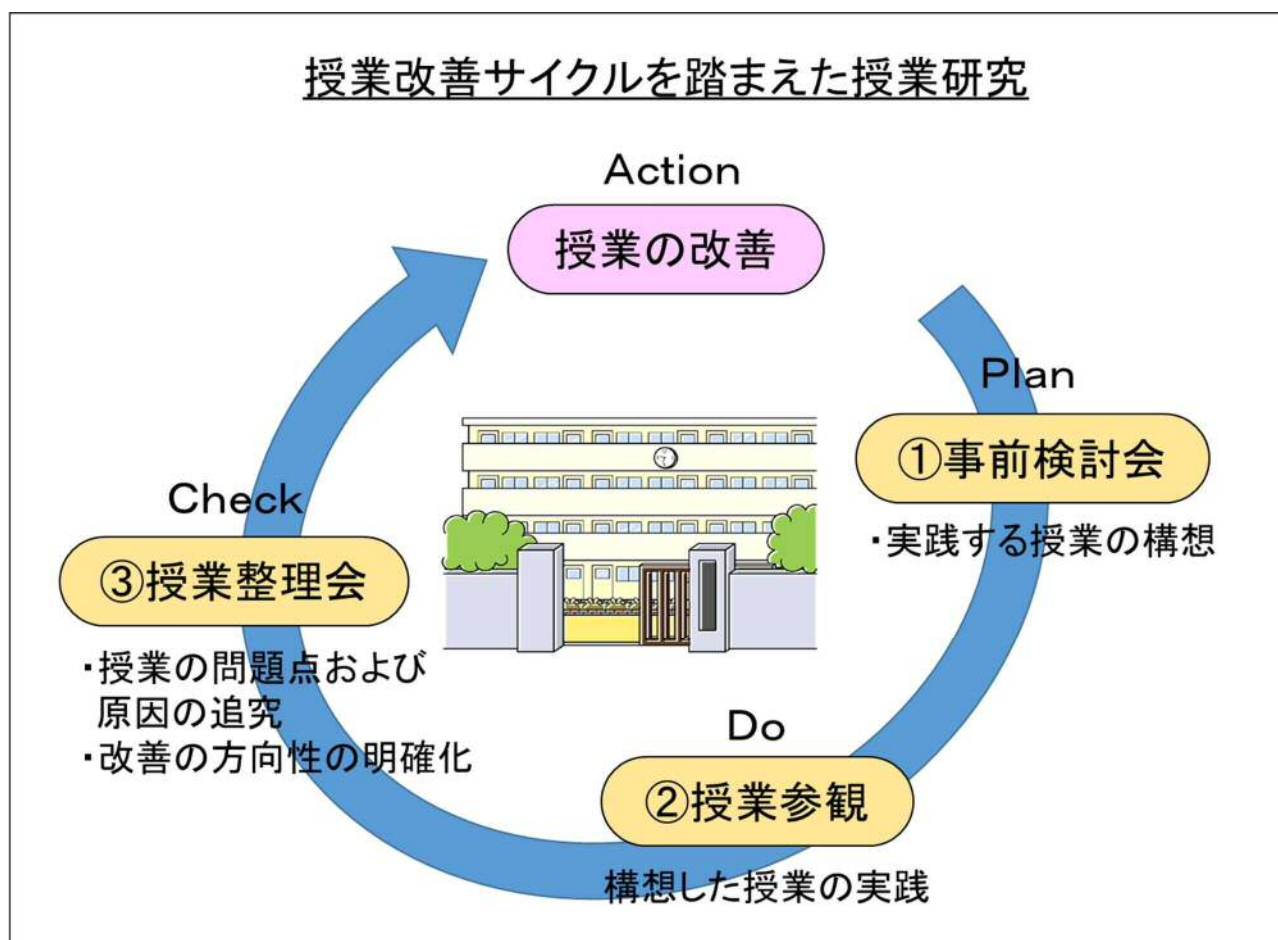 授業改善サイクルを踏まえた授業研究
Action
授業の改善
Plan
①事前検討会
・実践する授業の構想
Do
②授業参観
構想した授業の実践
Check
③授業整理会
・授業の問題点および
原因の追究
・改善の方向性の明確化